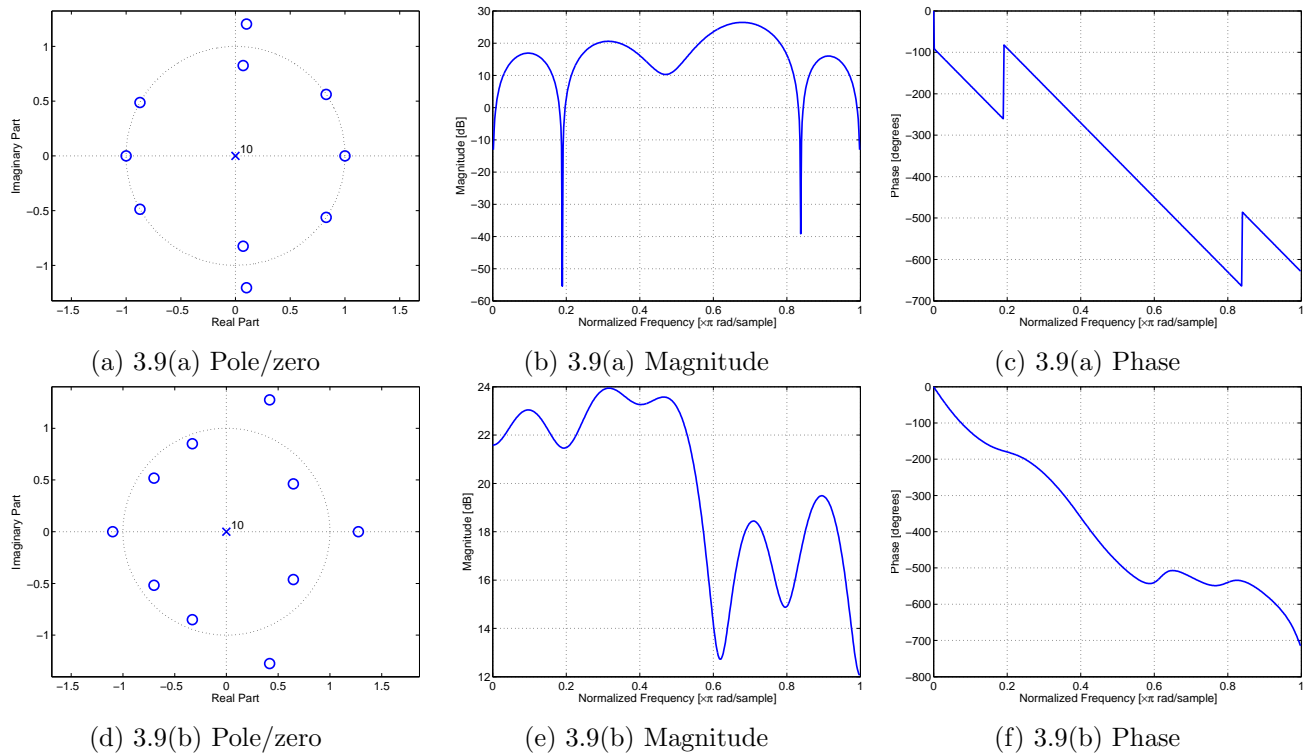 1
0.5
0
−0.5
−1
−1.5 −1 −0.5 0 0.5 1 1.5
10
Imaginary Part
Real Part
30
20
10
0
−10
−20
−30
−40
−50
−60
0 0.2 0.4 0.6 0.8 1
Magnitude [dB]
Normalized Frequency [×π rad/sample]
0
−100
−200
−300
−400
−500
−600
−700
0 0.2 0.4 0.6 0.8 1
Phase [degrees]
Normalized Frequency [×π rad/sample]
(a) 3.9(a) Pole/zero
(b) 3.9(a) Magnitude
(c) 3.9(a) Phase
1
0.5
0
−0.5
−1
−1.5 −1 −0.5 0 0.5 1 1.5
10
Imaginary Part
Real Part
24
22
20
18
16
14
12
0 0.2 0.4 0.6 0.8 1
Magnitude [dB]
Normalized Frequency [×π rad/sample]
0
−100
−200
−300
−400
−500
−600
−700
−800
0 0.2 0.4 0.6 0.8 1
Phase [degrees]
Normalized Frequency [×π rad/sample]
(d) 3.9(b) Pole/zero
(e) 3.9(b) Magnitude
(f) 3.9(b) Phase